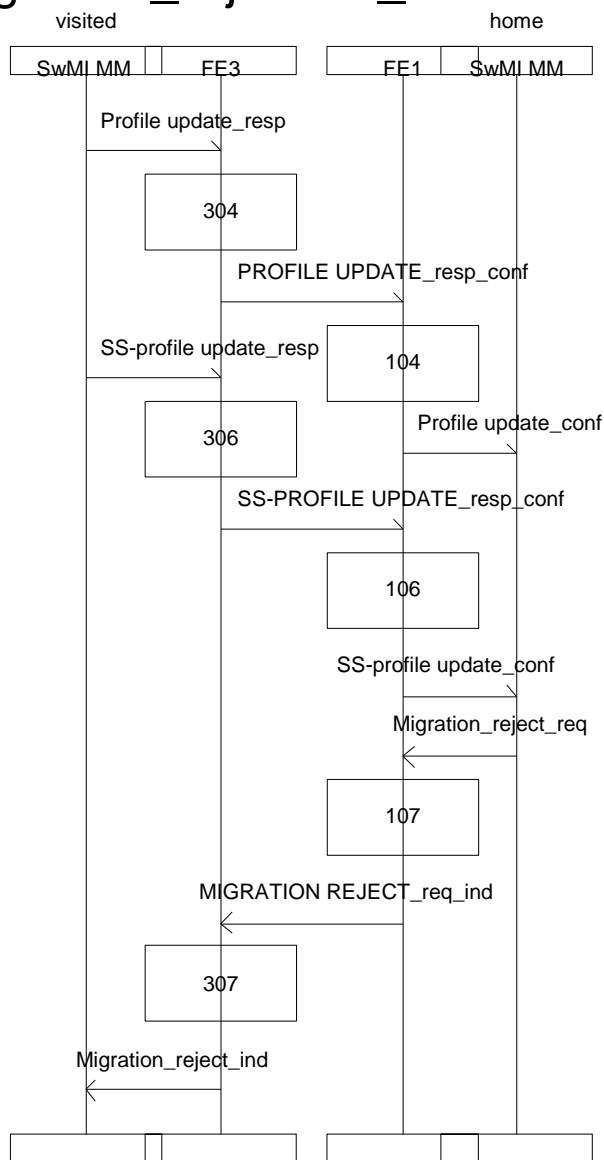 visited home
SwMI MM FE3 FE1 SwMI MM
Profile update_resp
304
PROFILE UPDATE_resp_conf
SS-profile update_resp
104
Profile update_conf
306
SS-PROFILE UPDATE_resp_conf
106
SS-profile update_conf
Migration_reject_req
107
MIGRATION REJECT_req_ind
307
Migration_reject_ind